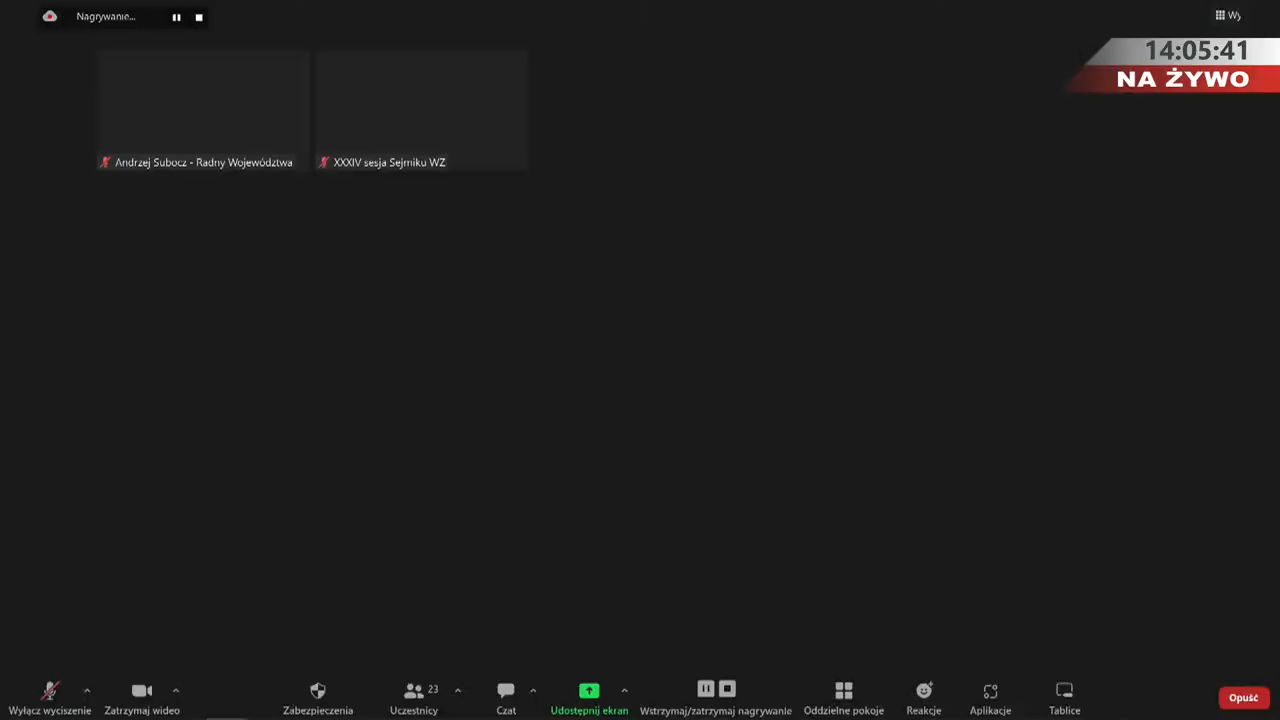 Nagrywanie...
Wy
14:05:41
NA ŻYWO
Andrzej Subocz - Radny Województwa
XXXIV sesja Sejmiku WZ
23
Wyłącz wyciszenie
Zatrzymaj wideo
Zabezpieczenia
Uczestnicy
Czat
Udostępnij ekran
Wstrzymaj/zatrzymaj nagrywanie
Oddzielne pokoje
Reakcje
Aplikacje
Tablice
Opuść